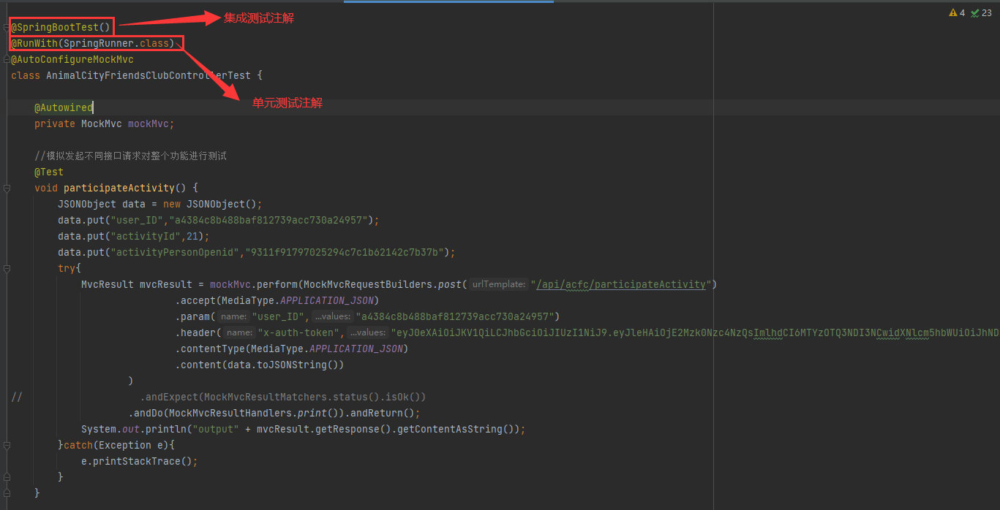 4 23
@SpringBootTest() 集成测试注解
@RunWith(SpringRunner.class)
@AutoConfigureMockMvc
class AnimalCityFriendsClubControllerTest {
单元测试注解
@Autowired
private MockMvc mockMvc;
//模拟发起不同接口请求对整个功能进行测试
@Test
void participateActivity() {
JSONObject data = new JSONObject();
data.put("user_ID","a4384c8b488baf812739acc730a24957");
data.put("activityId",21);
data.put("activityPersonOpenid","9311f91797025294c7c1b62142c7b37b");
try{
MvcResult mvcResult = mockMvc.perform(MockMvcRequestBuilders.post( urlTemplate: "/api/acfc/participateActivity")
.accept(MediaType.APPLICATION_JSON)
.param( name: "user_ID", ...values: "a4384c8b488baf812739acc730a24957")
.header( name: "x-auth-token", ...values: "eyJ0eXAiOiJKV1QiLCJhbGciOiJIUzI1NiJ9.eyJleHAiOjE2Mzk0Nzc4NzQsImlhdCI6MTYzOTQ3NDI3NCwidXNlcm5hbWUiOiJhND
.contentType(MediaType.APPLICATION_JSON)
.content(data.toJSONString())
)
// .andExpect(MockMvcResultMatchers.status().isOk())
.andDo(MockMvcResultHandlers.print()).andReturn();
System.out.println("output" + mvcResult.getResponse().getContentAsString());
}catch(Exception e){
e.printStackTrace();
}
}